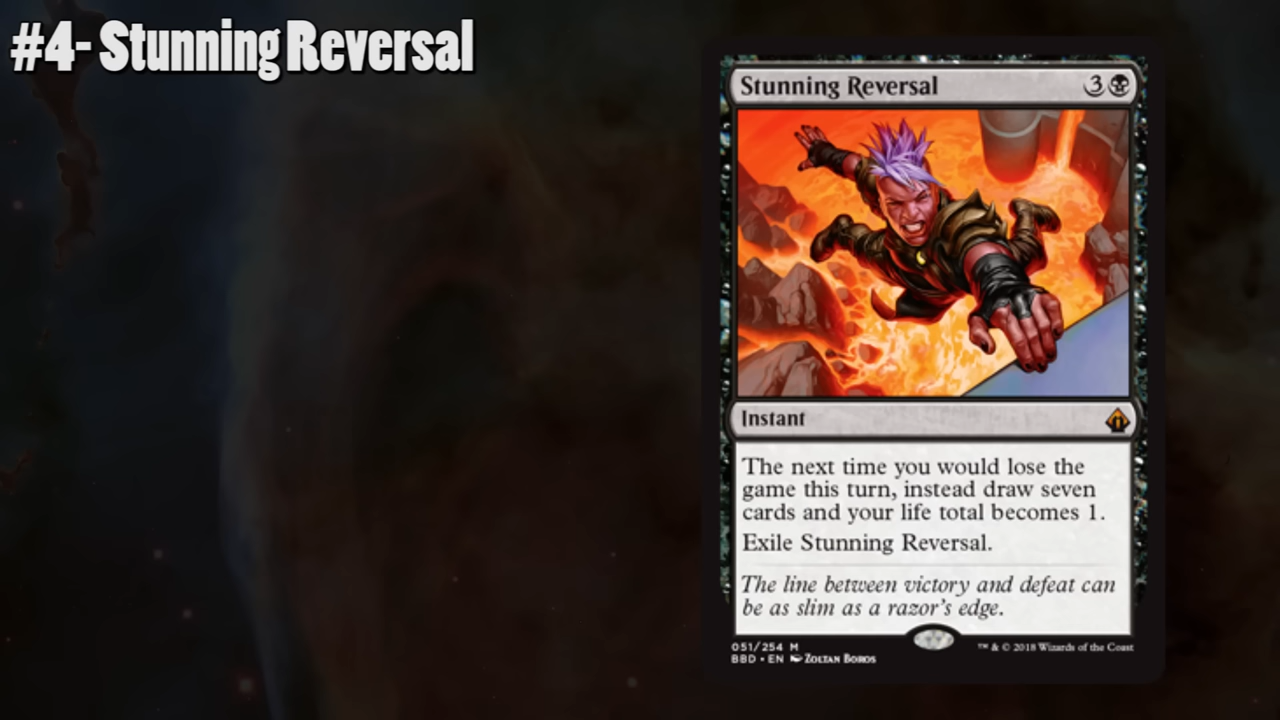 #4- Stunning Reversal
Stunning Reversal 3
Instant
The next time you would lose the
game this turn, instead draw seven
cards and your life total becomes 1.
Exile Stunning Reversal.
The line between victory and defeat can
be as slim as a razor's edge.
051/254 M
BBD • EN Zoltan Boros
™ & © 2018 Wizards of the Coast